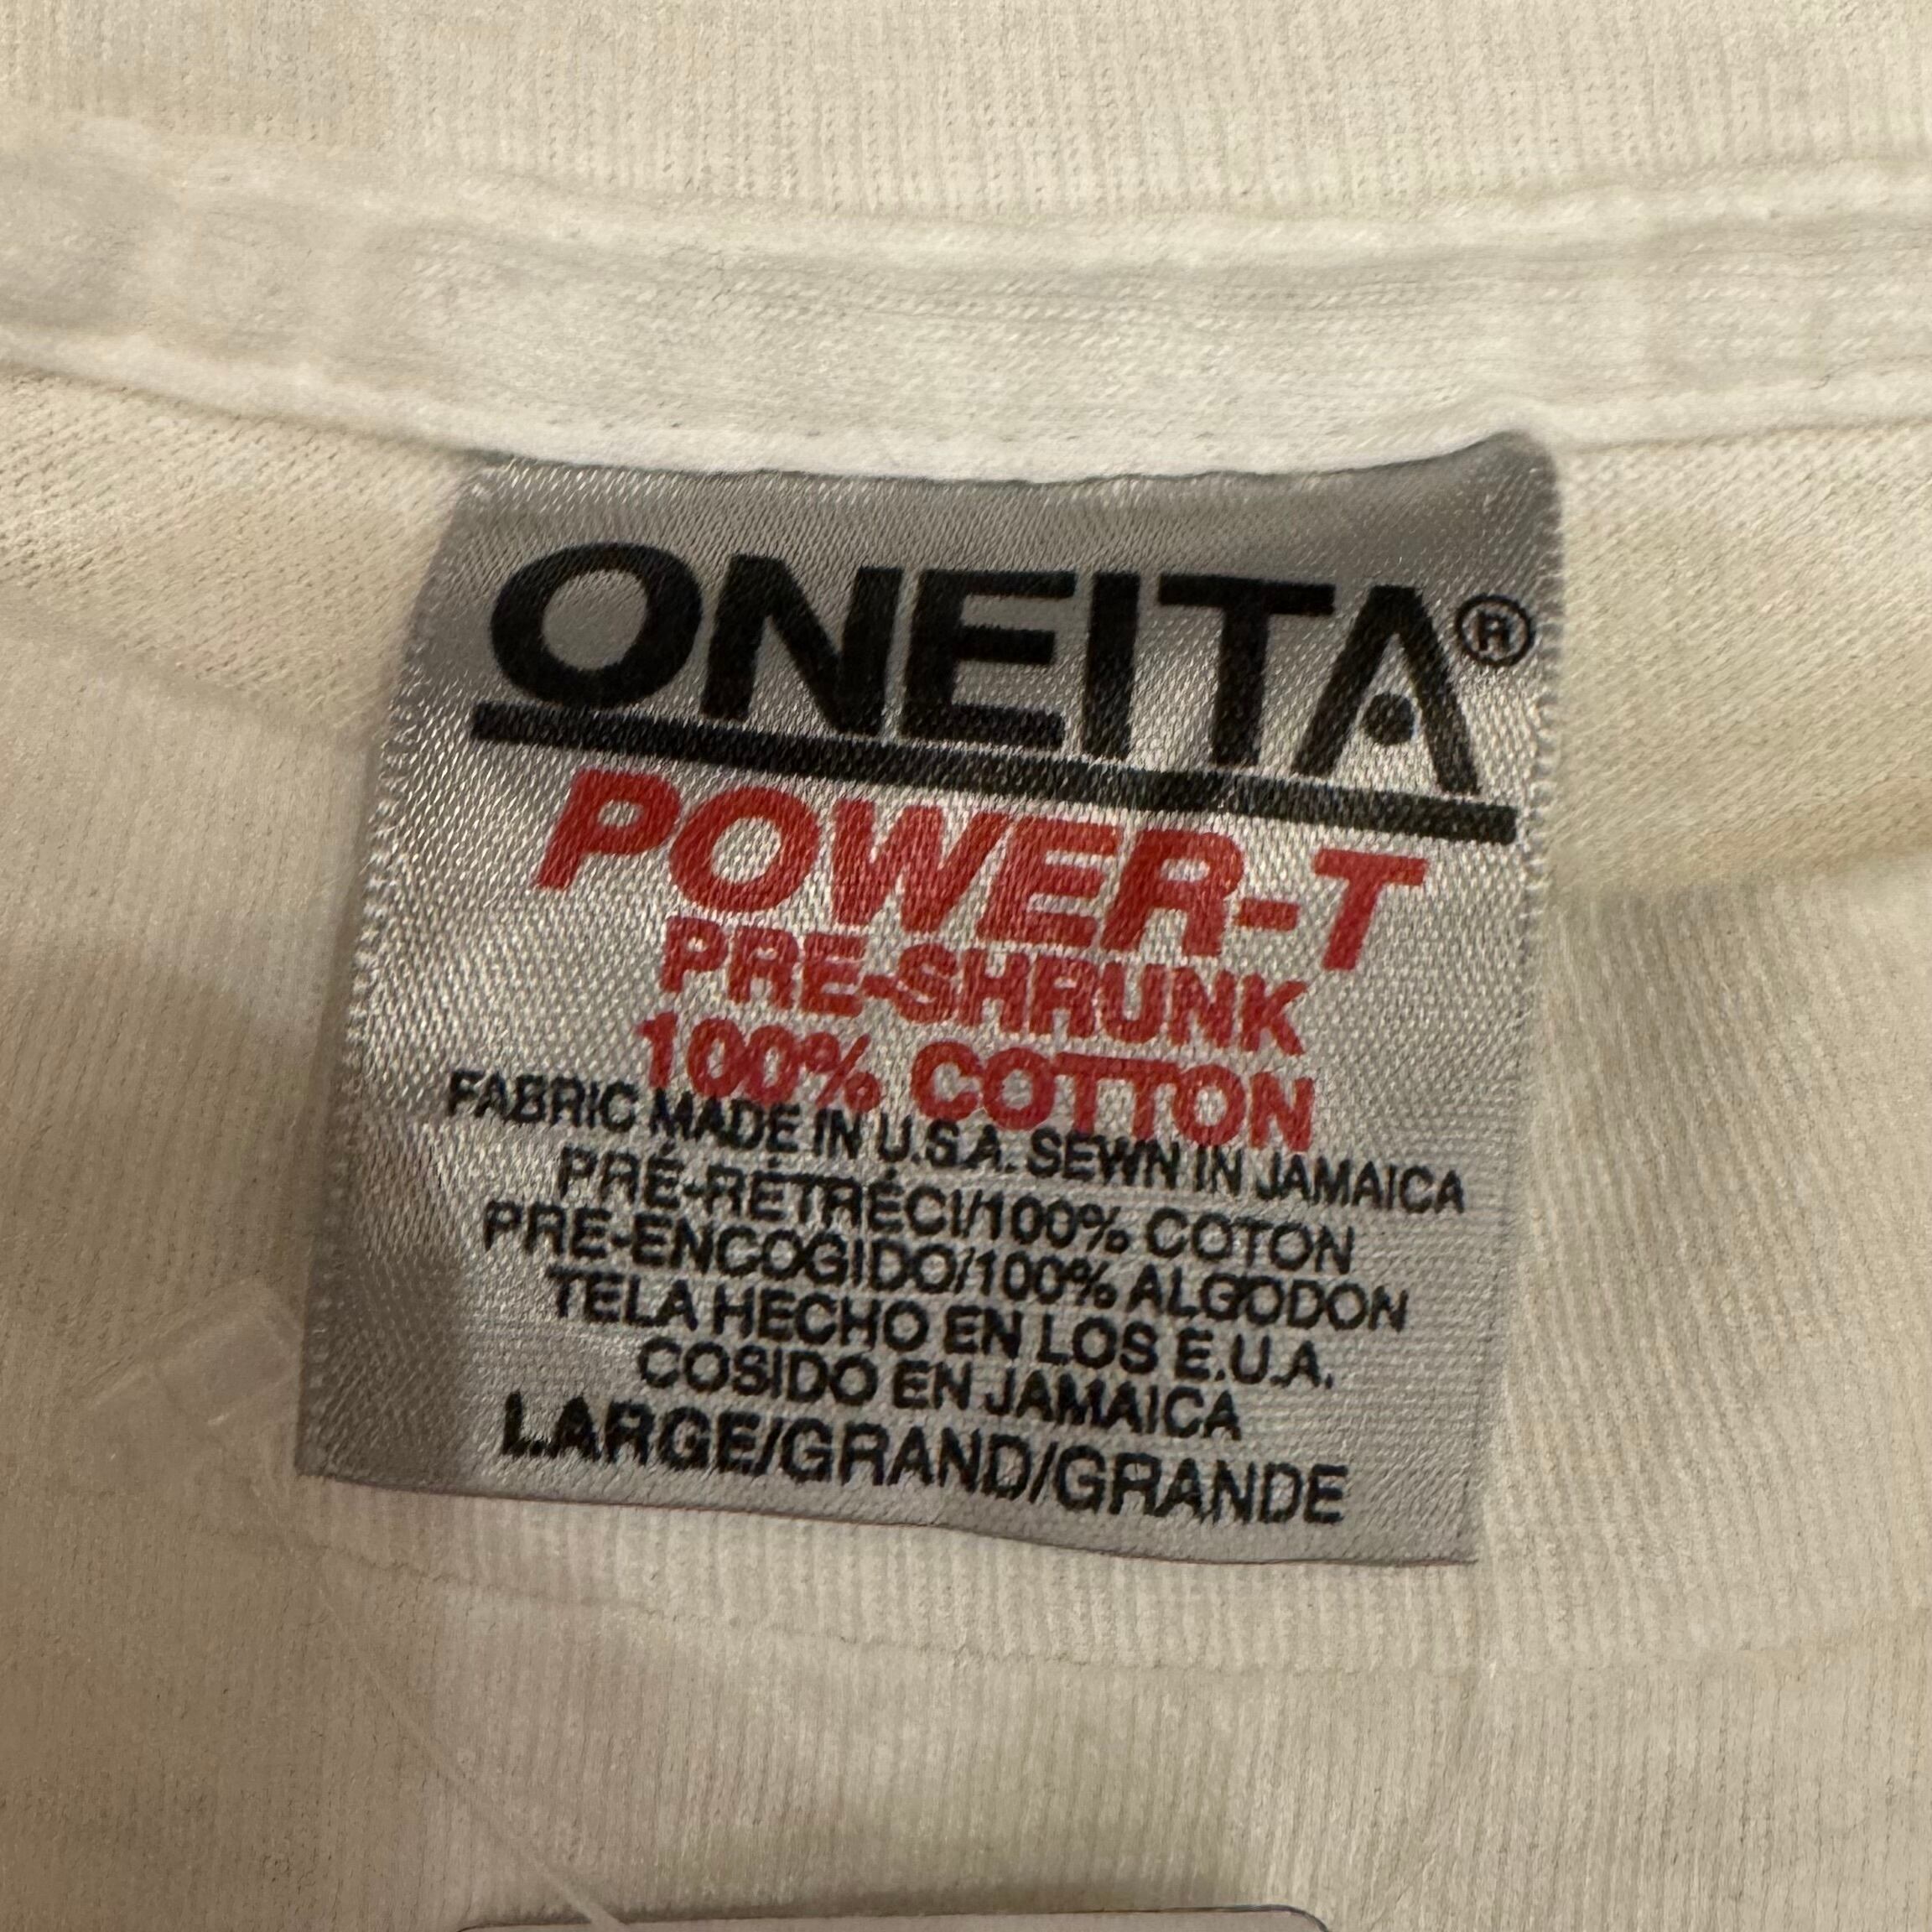 ONEITA®
POWER-T
PRE-SHRUNK
100% COTTON
FABRIC MADE IN U.S.A. SEWN IN JAMAICA
PRÉ-RÉTRÉCI/100% COTON
PRE-ENCOGIDO/100% ALGODON
TELA HECHO EN LOS E.U.A.
COSIDO EN JAMAICA
LARGE/GRAND/GRANDE